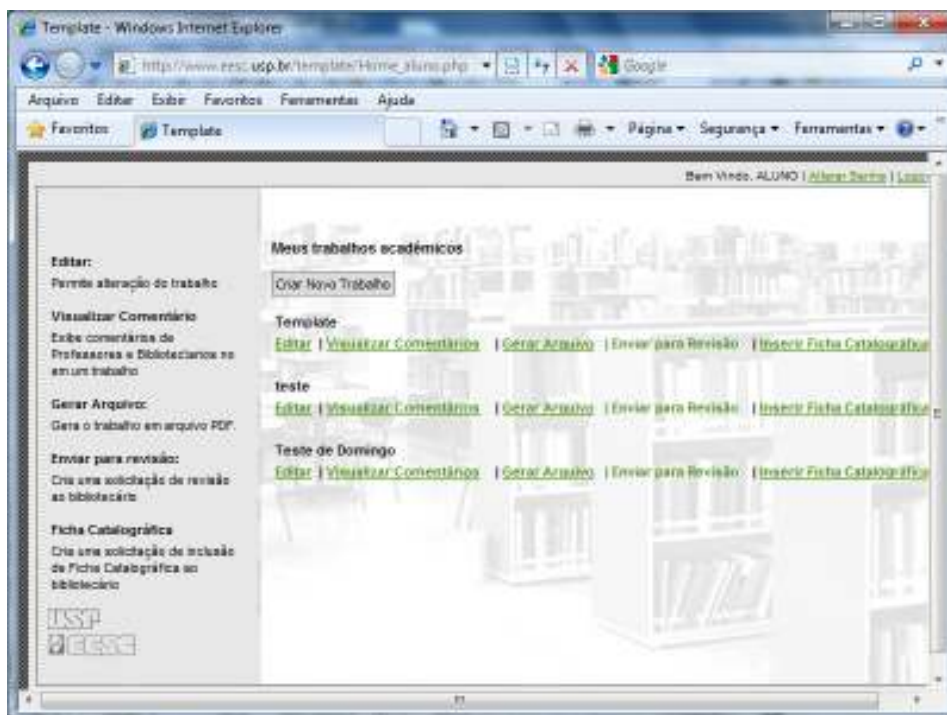 Template - Windows Internet Explorer
http://www.eesc.usp.br/template/Home_aluno.php
Google
Arquivo Editar Exibir Favoritos Ferramentas Ajuda
Favoritos Template Página Segurança Ferramentas
Bem Vindo, ALUNO | Alterar Senha | Logo
Editar:
Permite alteração do trabalho
Visualizar Comentário
Exibe comentários de
Professores e Bibliotecários no
em um trabalho
Gerar Arquivo:
Gera o trabalho em arquivo PDF.
Enviar para revisão:
Cria uma solicitação de revisão
ao bibliotecário
Ficha Catalográfica
Cria uma solicitação de inclusão
de Ficha Catalográfica ao
bibliotecário
USP
EESC
Meus trabalhos acadêmicos
Criar Novo Trabalho
Template
Editar | Visualizar Comentários | Gerar Arquivo | Enviar para Revisão | Inserir Ficha Catalográfica
teste
Editar | Visualizar Comentários | Gerar Arquivo | Enviar para Revisão | Inserir Ficha Catalográfica
Teste de Domingo
Editar | Visualizar Comentários | Gerar Arquivo | Enviar para Revisão | Inserir Ficha Catalográfica